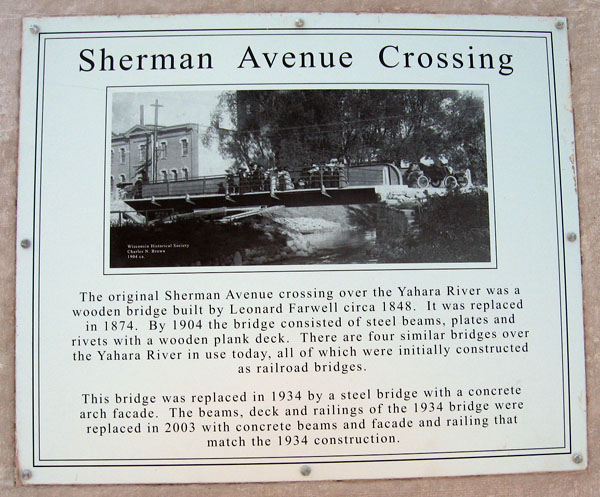 Sherman Avenue Crossing
Wisconsin Historical Society
Charles N. Brown
1904 ca.
The original Sherman Avenue crossing over the Yahara River was a
wooden bridge built by Leonard Farwell circa 1848. It was replaced
in 1874. By 1904 the bridge consisted of steel beams, plates and
rivets with a wooden plank deck. There are four similar bridges over
the Yahara River in use today, all of which were initially constructed
as railroad bridges.
This bridge was replaced in 1934 by a steel bridge with a concrete
arch facade. The beams, deck and railings of the 1934 bridge were
replaced in 2003 with concrete beams and facade and railing that
match the 1934 construction.